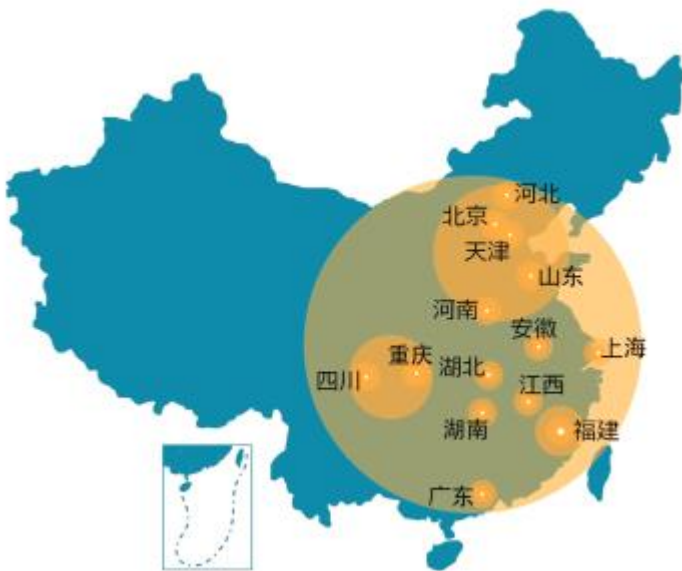 河北
北京
天津
山东
河南
安徽
上海
重庆
湖北
四川
江西
湖南
福建
广东